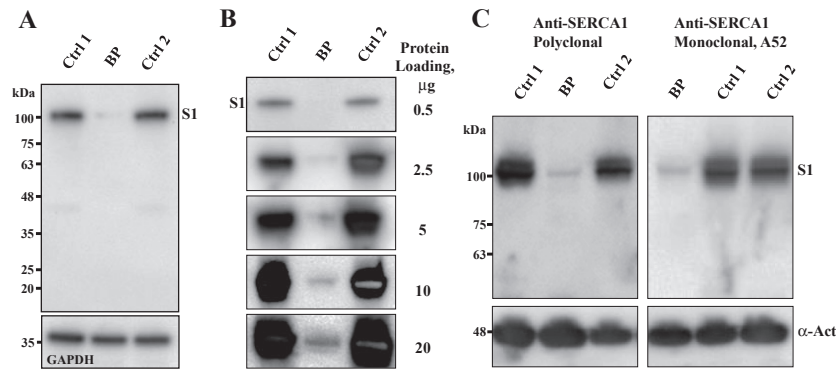 A
Ctrl 1
BP
Ctrl 2
kDa
100
75
63
48
35
25
20
S1
35
GAPDH
B
Ctrl 1
BP
Ctrl 2
Protein
Loading,
μg
S1
0.5
2.5
5
10
20
C
Anti-SERCA1
Polyclonal
Anti-SERCA1
Monoclonal, A52
Ctrl 1
BP
Ctrl 2
BP
Ctrl 1
Ctrl 2
kDa
100
75
63
S1
48
α-Act